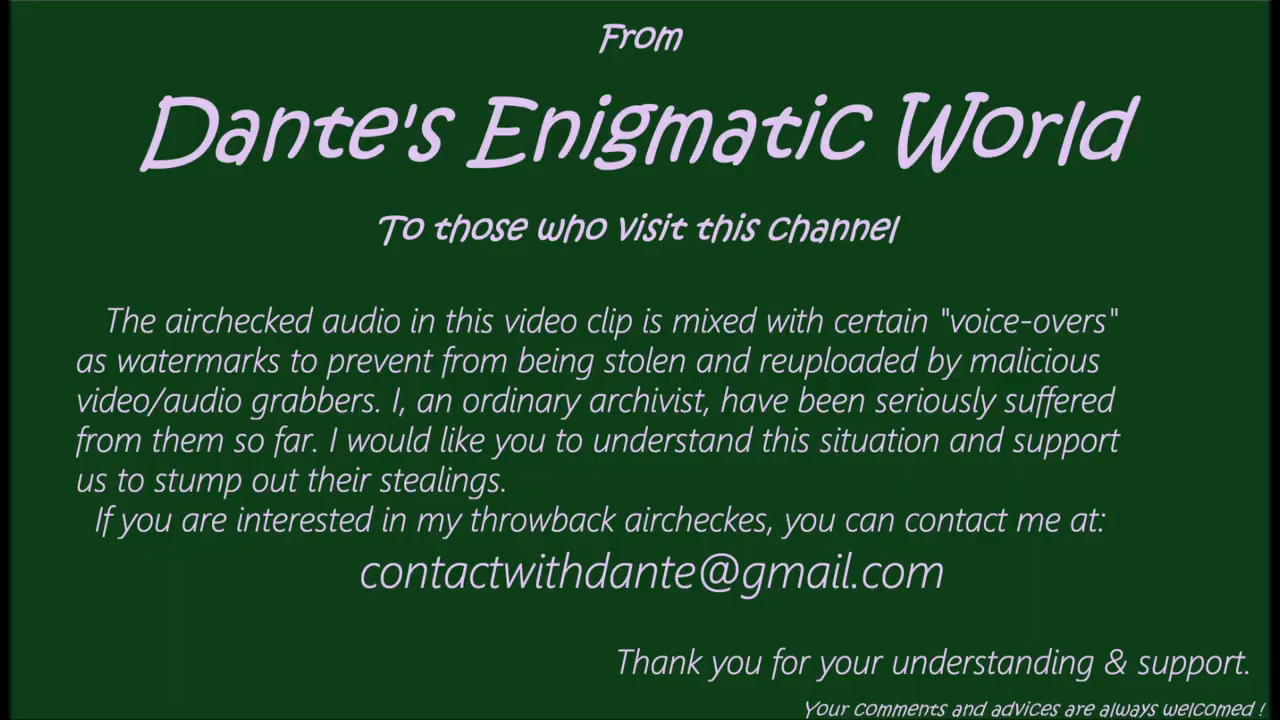 From
Dante's Enigmatic World
To those who visit this channel
The airchecked audio in this video clip is mixed with certain "voice-overs"
as watermarks to prevent from being stolen and reuploaded by malicious
video/audio grabbers. I, an ordinary archivist, have been seriously suffered
from them so far. I would like you to understand this situation and support
us to stump out their stealings.
If you are interested in my throwback aircheckes, you can contact me at:
contactwithdante@gmail.com
Thank you for your understanding & support.
Your comments and advices are always welcomed !